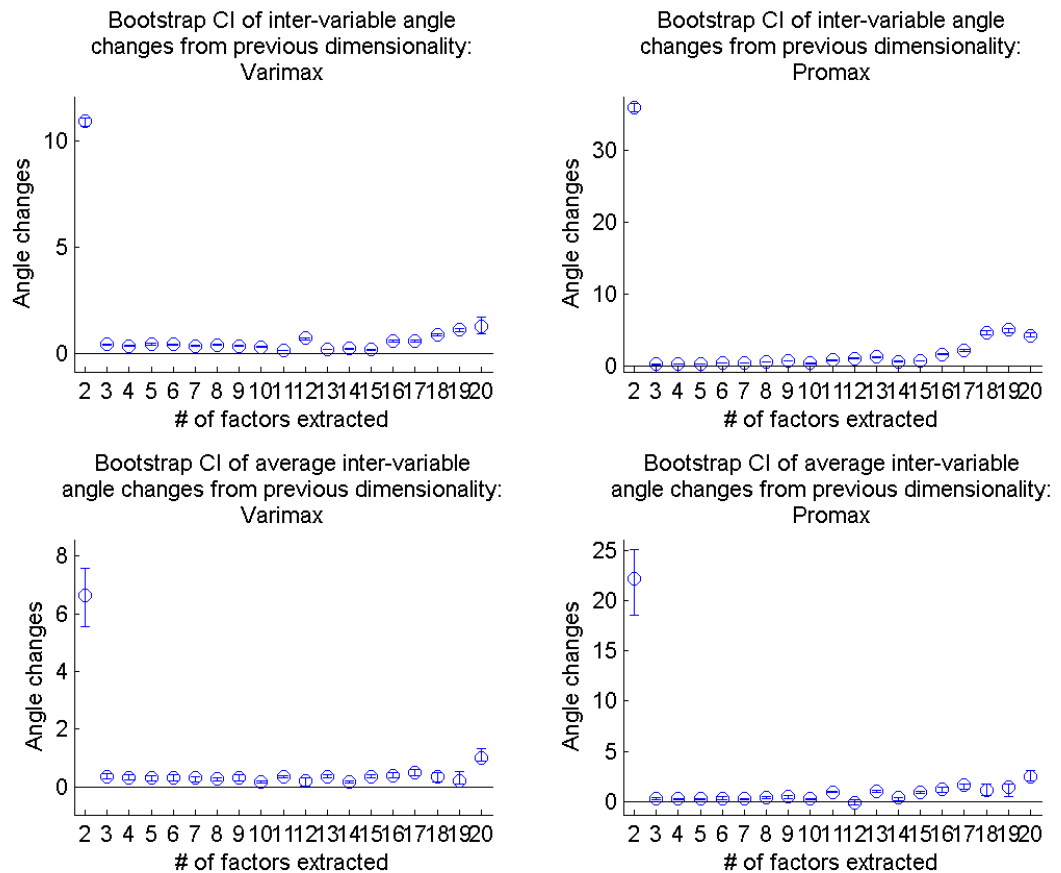 Bootstrap CI of inter-variable angle
changes from previous dimensionality:
Varimax
10
5
0
Angle changes
2 3 4 5 6 7 8 9 10 11 12 13 14 15 16 17 18 19 20
# of factors extracted
Bootstrap CI of inter-variable angle
changes from previous dimensionality:
Promax
30
20
10
0
Angle changes
2 3 4 5 6 7 8 9 10 11 12 13 14 15 16 17 18 19 20
# of factors extracted
Bootstrap CI of average inter-variable
angle changes from previous dimensionality:
Varimax
8
6
4
2
0
Angle changes
2 3 4 5 6 7 8 9 10 11 12 13 14 15 16 17 18 19 20
# of factors extracted
Bootstrap CI of average inter-variable
angle changes from previous dimensionality:
Promax
25
20
15
10
5
0
Angle changes
2 3 4 5 6 7 8 9 10 11 12 13 14 15 16 17 18 19 20
# of factors extracted